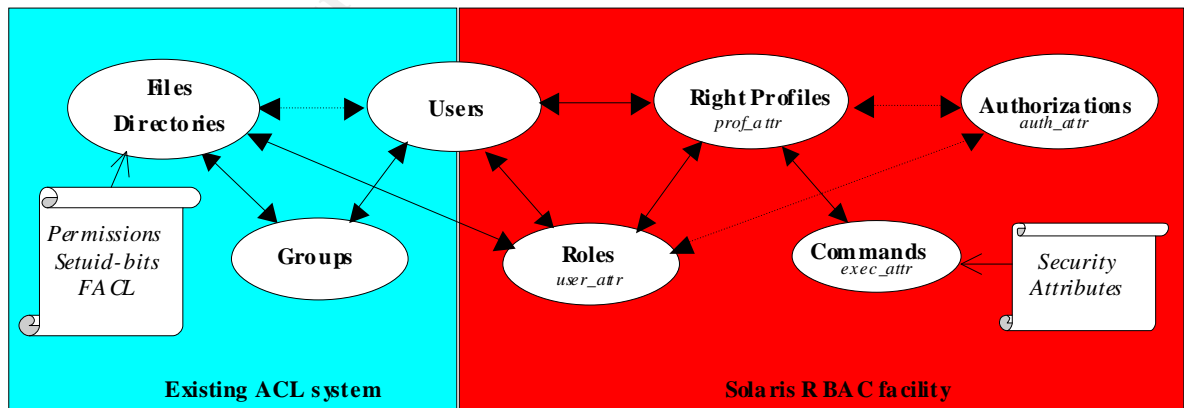 Files
Directories
Users
Right Profiles
prof_attr
Authorizations
auth_attr
Permissions
Setuid-bits
FACL
Groups
Roles
user_attr
Commands
exec_attr
Security
Attributes
Existing ACL system
Solaris RBAC facility